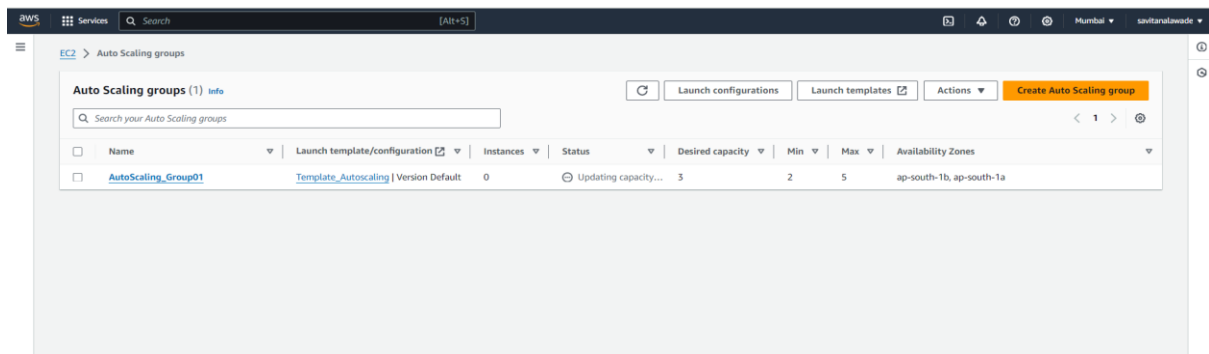 aws Services Search [Alt+S] Mumbai savitanalawade
EC2 > Auto Scaling groups
Auto Scaling groups (1) Info Launch configurations Launch templates Actions Create Auto Scaling group
Search your Auto Scaling groups < 1 >
Name Launch template/configuration Instances Status Desired capacity Min Max Availability Zones
AutoScaling_Group01 Template_Autoscaling | Version Default 0 Updating capacity... 3 2 5 ap-south-1b, ap-south-1a